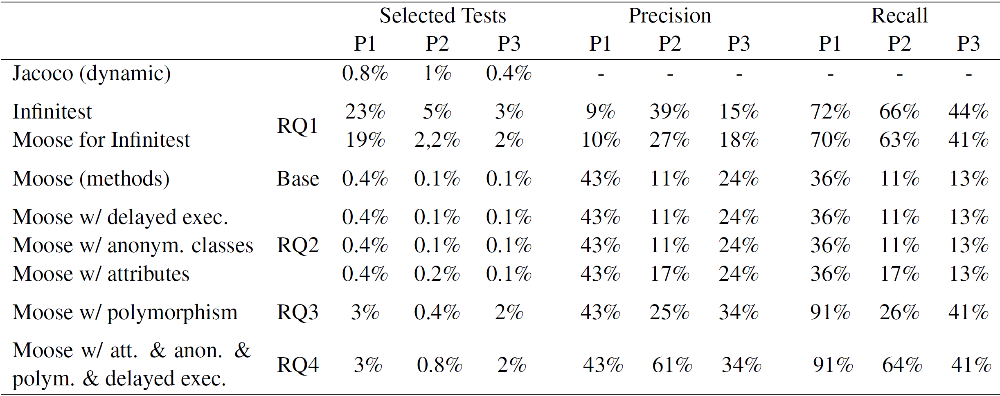 Selected Tests Precision Recall
P1 P2 P3 P1 P2 P3 P1 P2 P3
Jacoco (dynamic) 0.8% 1% 0.4% - - - - - -
Infinitest 23% 5% 3% 9% 39% 15% 72% 66% 44%
RQ1
Moose for Infinitest 19% 2,2% 2% 10% 27% 18% 70% 63% 41%
Moose (methods) Base 0.4% 0.1% 0.1% 43% 11% 24% 36% 11% 13%
Moose w/ delayed exec. 0.4% 0.1% 0.1% 43% 11% 24% 36% 11% 13%
Moose w/ anonym. classes RQ2 0.4% 0.1% 0.1% 43% 11% 24% 36% 11% 13%
Moose w/ attributes 0.4% 0.2% 0.1% 43% 17% 24% 36% 17% 13%
Moose w/ polymorphism RQ3 3% 0.4% 2% 43% 25% 34% 91% 26% 41%
Moose w/ att. & anon. &
RQ4 3% 0.8% 2% 43% 61% 34% 91% 64% 41%
polym. & delayed exec.